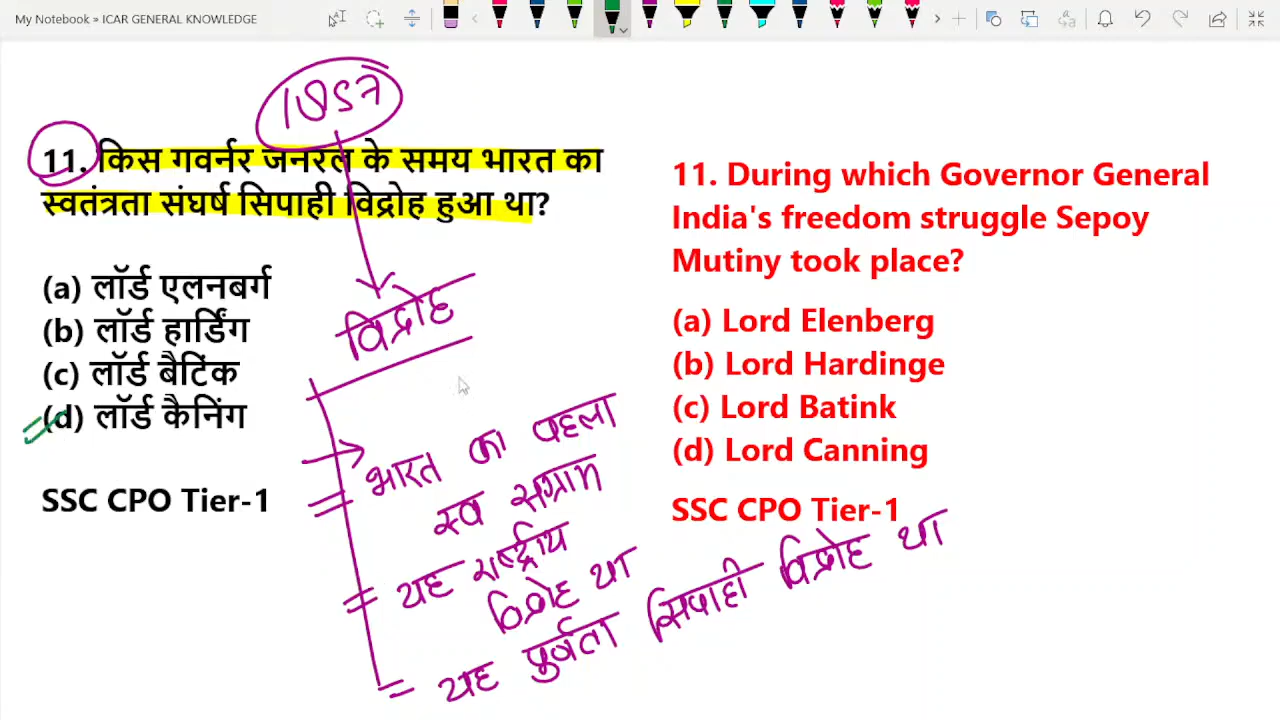 My Notebook » ICAR GENERAL KNOWLEDGE
1857
11. किस गवर्नर जनरल के समय भारत का
स्वतंत्रता संघर्ष सिपाही विद्रोह हुआ था?
(a) लॉर्ड एलनबर्ग
(b) लॉर्ड हार्डिंग
(c) लॉर्ड बैटिंक
(d) लॉर्ड कैनिंग
SSC CPO Tier-1
विद्रोह
भारत का पहला
स्व संग्राम
= यह राष्ट्रीय
विद्रोह था
= यह पुर्वता सिपाही विद्रोह था
11. During which Governor General
India's freedom struggle Sepoy
Mutiny took place?
(a) Lord Elenberg
(b) Lord Hardinge
(c) Lord Batink
(d) Lord Canning
SSC CPO Tier-1